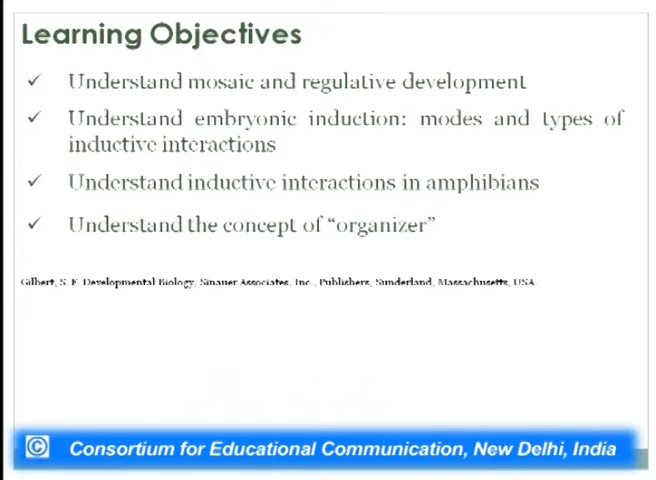 Learning Objectives
✓ Understand mosaic and regulative development
✓ Understand embryonic induction: modes and types of
inductive interactions
✓ Understand inductive interactions in amphibians
✓ Understand the concept of “organizer”
Gilbert, S. F. Developmental Biology, Sinauer Associates, Inc., Publishers, Sunderland, Massachusetts, USA.
© Consortium for Educational Communication, New Delhi, India